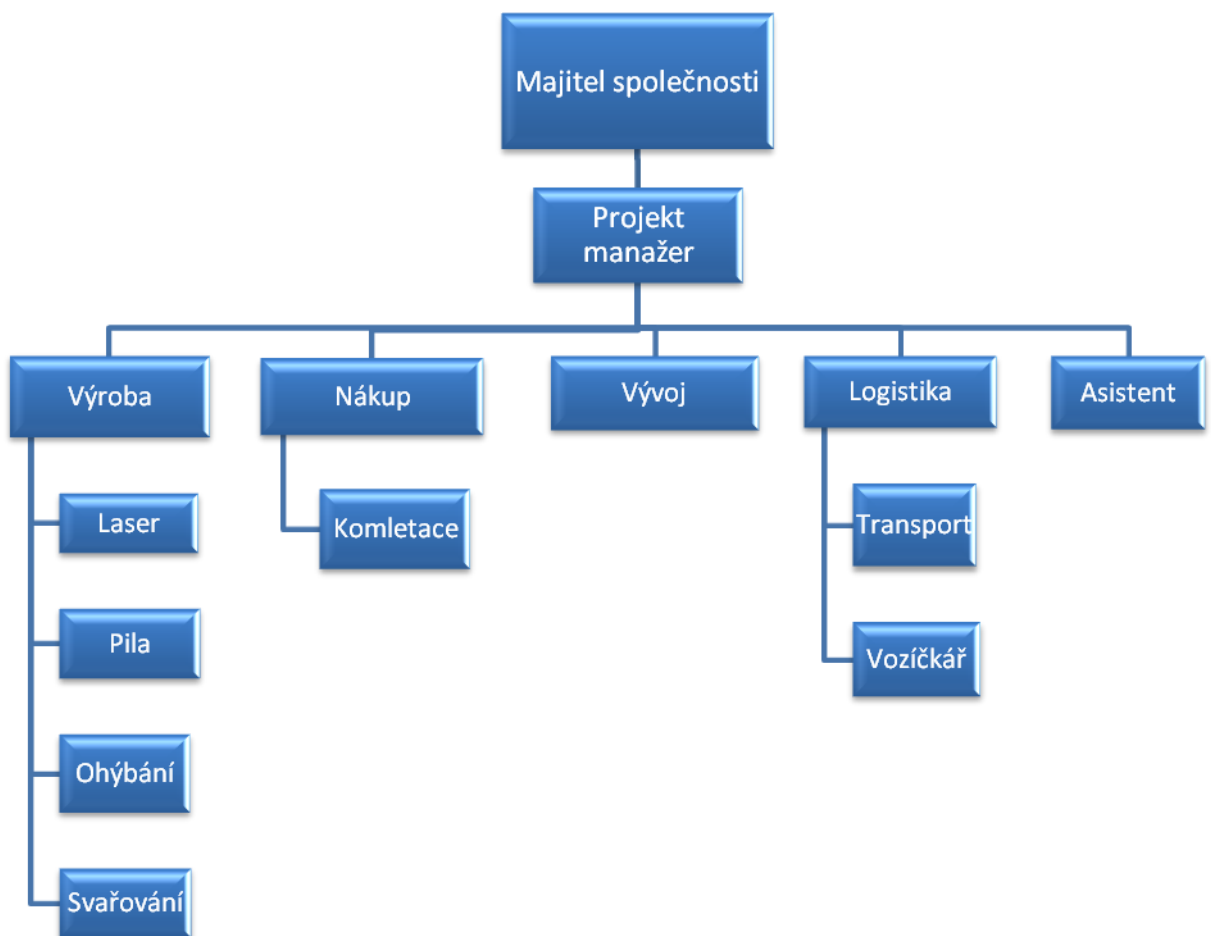 Majitel společnosti
Projekt
manažer
Výroba
Nákup
Vývoj
Logistika
Asistent
Laser
Komletace
Transport
Pila
Vozíčkář
Ohýbání
Svařování